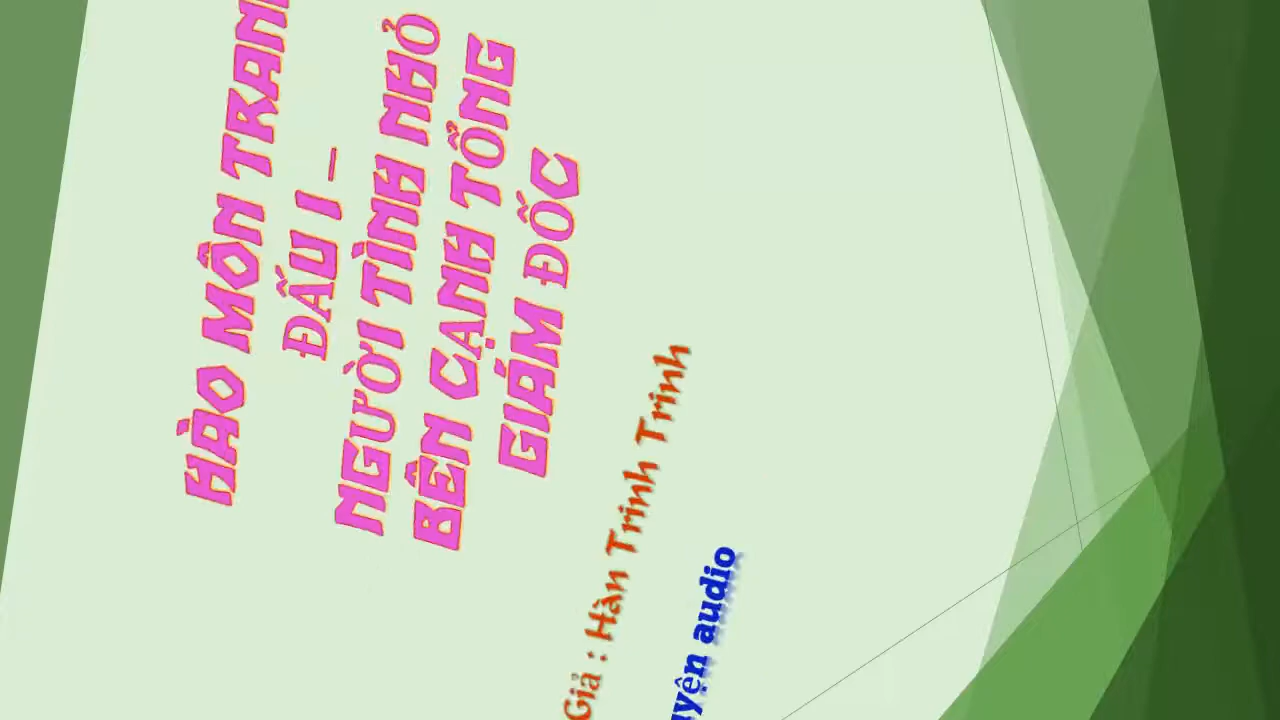 HÀO MÔN TRANH
ĐẤU I –
NGƯỜI TÌNH NHỎ
BÊN CẠNH TỔNG
GIÁM ĐỐC
Giả : Hàn Trinh Trinh
audio